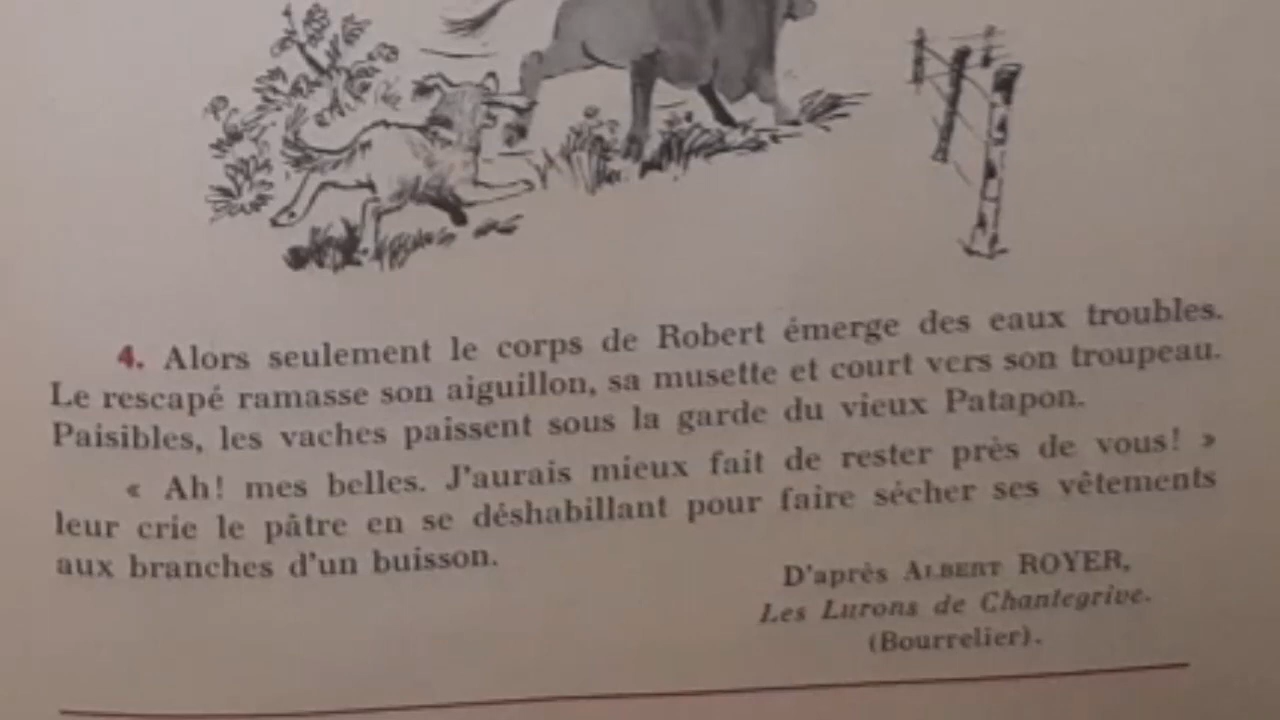 4. Alors seulement le corps de Robert émerge des eaux troubles.
Le rescapé ramasse son aiguillon, sa musette et court vers son troupeau.
Paisibles, les vaches paissent sous la garde du vieux Patapon.
« Ah! mes belles. J'aurais mieux fait de rester près de vous! »
leur crie le pâtre en se déshabillant pour faire sécher ses vêtements
aux branches d'un buisson.
D'après ALBERT ROYER,
Les Lurons de Chantegrive.
(Bourrelier).